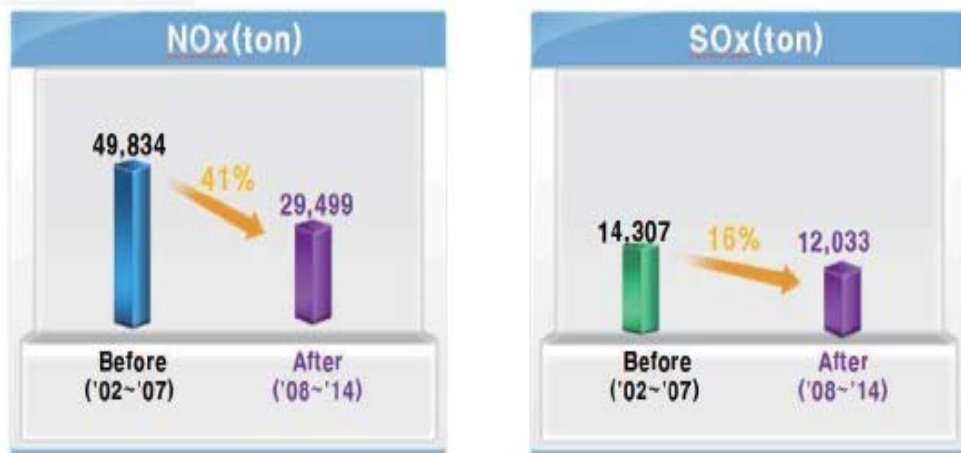 NOx(ton)
49,834
41%
29,499
Before
('02~'07)
After
('08~'14)
SOx(ton)
14,307
16%
12,033
Before
('02~'07)
After
('08~'14)